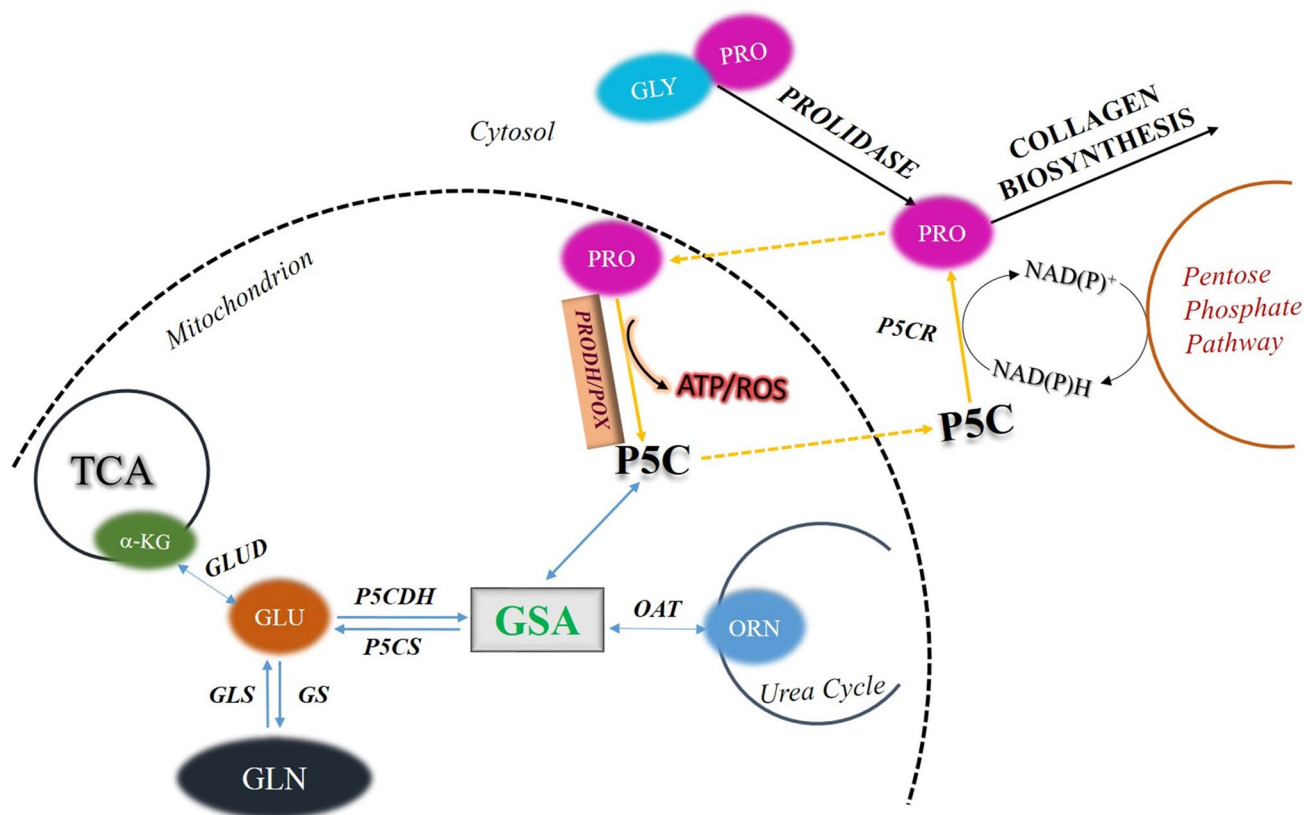 PRO
GLY
PROLIDASE
COLLAGEN
BIOSYNTHESIS
Cytosol
Mitochondrion
PRO
PRO
PRODH/POX
ATP/ROS
P5C
P5C
P5CR
NAD(P)+
NAD(P)H
Pentose
Phosphate
Pathway
TCA
α-KG
GLUD
GLU
P5CDH
P5CS
GSA
OAT
ORN
Urea Cycle
GLS
GS
GLN